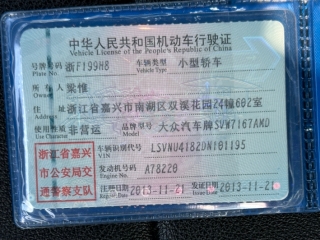 中华人民共和国机动车行驶证
Vehicle License of the People's Republic of China
号牌号码 浙F199H8 车辆类型 小型轿车
Plate No. Vehicle Type
所有人 梁惟
Owner
住址 浙江省嘉兴市南湖区双溪花园24幢602室
Address
使用性质 非营运 品牌型号 大众汽车牌SVW7167AMD
Use Character Model
浙江省嘉兴
市公安局交
通警察支队
车辆识别代号 LSVNU4182DN101195
VIN
发动机号码 A78220
Engine No.
注册日期 2013-11-21 发证日期 2013-11-21
Register Date Issue Date